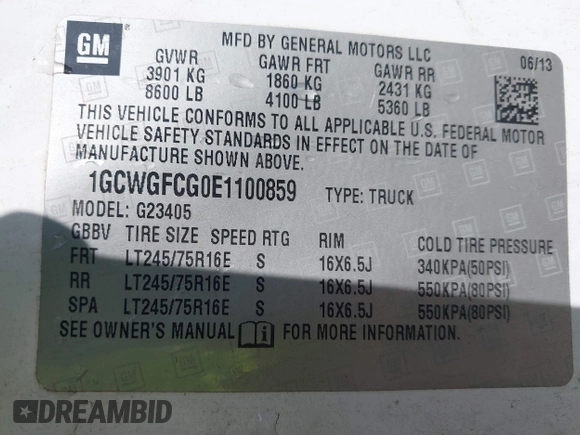 GM
MFD BY GENERAL MOTORS LLC 06/13
GVWR GAWR FRT GAWR RR
3901 KG 1860 KG 2431 KG
8600 LB 4100 LB 5360 LB
THIS VEHICLE CONFORMS TO ALL APPLICABLE U.S. FEDERAL MOTOR
VEHICLE SAFETY STANDARDS IN EFFECT ON THE DATE OF
MANUFACTURE SHOWN ABOVE.
1GCWGFCG0E1100859 TYPE: TRUCK
MODEL: G23405
GBBV TIRE SIZE SPEED RTG RIM COLD TIRE PRESSURE
FRT LT245/75R16E S 16X6.5J 340KPA(50PSI)
RR LT245/75R16E S 16X6.5J 550KPA(80PSI)
SPA LT245/75R16E S 16X6.5J 550KPA(80PSI)
SEE OWNER'S MANUAL FOR MORE INFORMATION.
DREAMBID